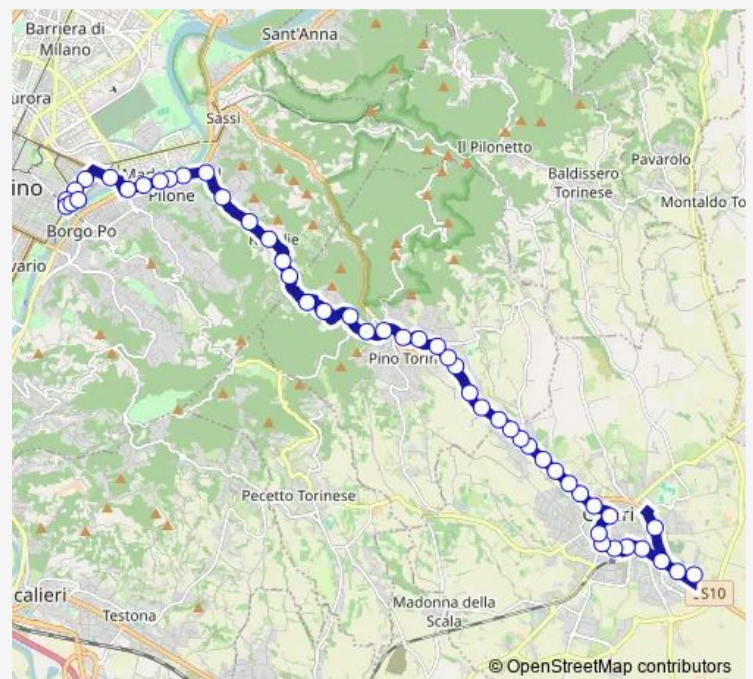 Barriera di
Milano
Sant'Anna
urora
Sassi
Il Pilonetto
Pavarolo
Baldissero
Torinese
Montaldo To
ino
Pilone
Borgo Po
vario
Pino Torin
Pecetto Torinese
calieri
Testona
Madonna della
Scala
S10
© OpenStreetMap contributors